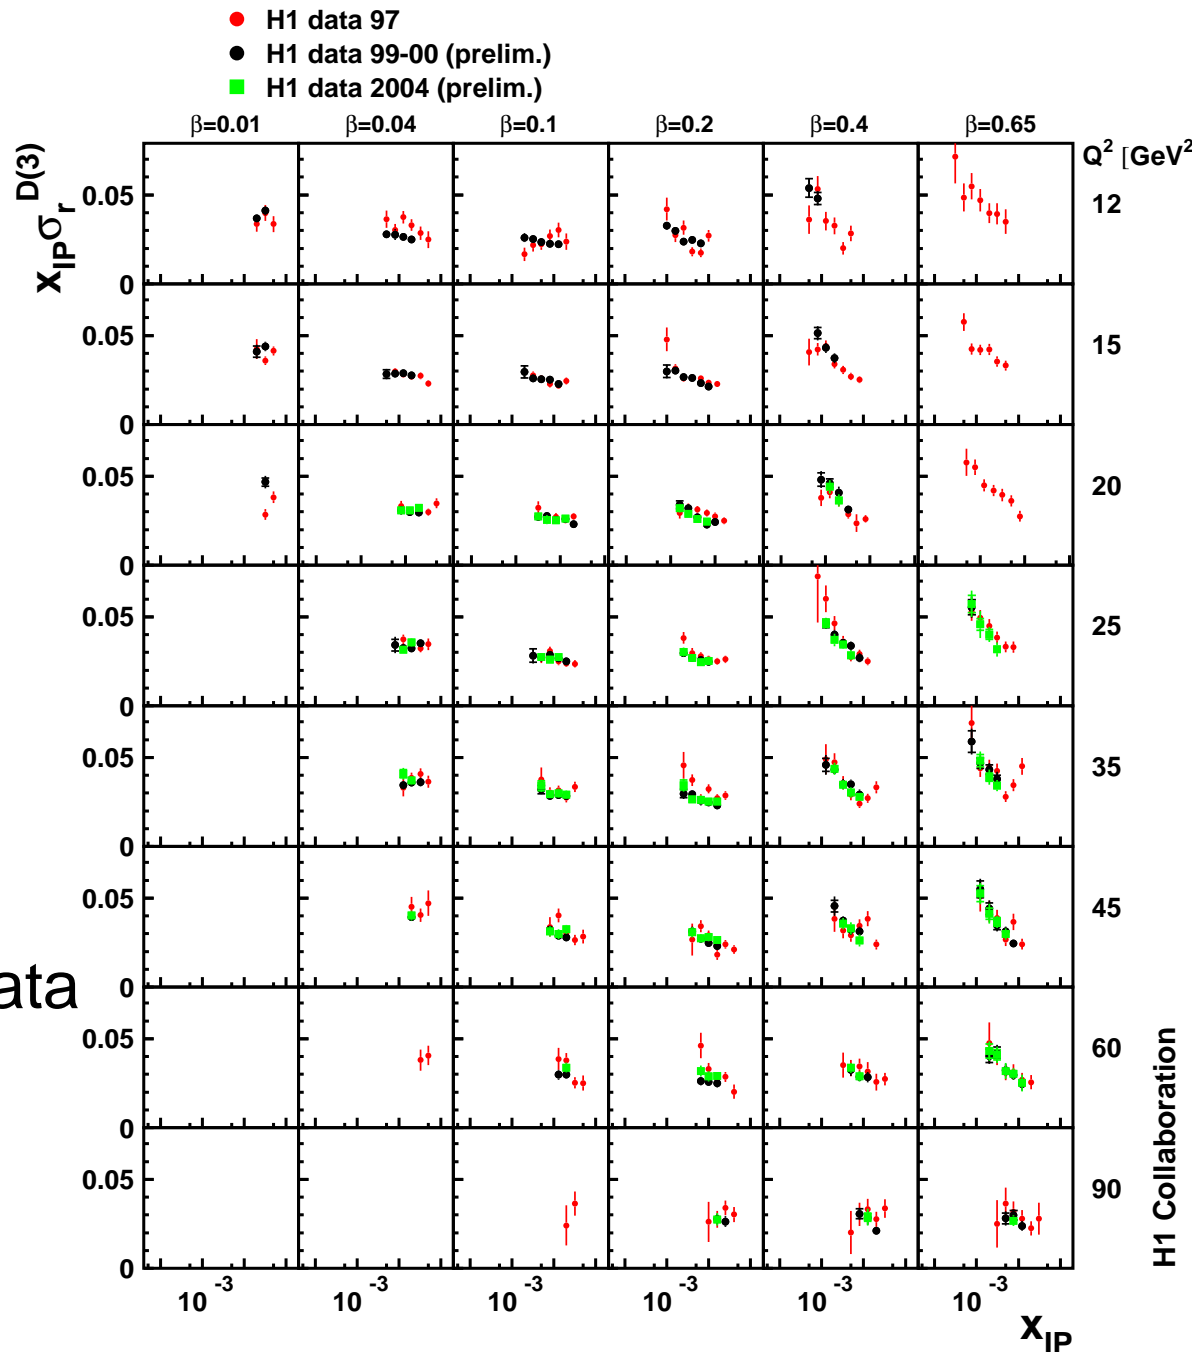 H1 data 97
H1 data 99-00 (prelim.)
H1 data 2004 (prelim.)
β=0.01 β=0.04 β=0.1 β=0.2 β=0.4 β=0.65
x_IP σ_r^D(3)
Q² [GeV²
0.05 12
0
0.05 15
0
0.05 20
0
0.05 25
0
0.05 35
0
0.05 45
0
ata
0.05 60
0
0.05 90
0
10^-3 10^-3 10^-3 10^-3 10^-3 10^-3
x_IP
H1 Collaboration